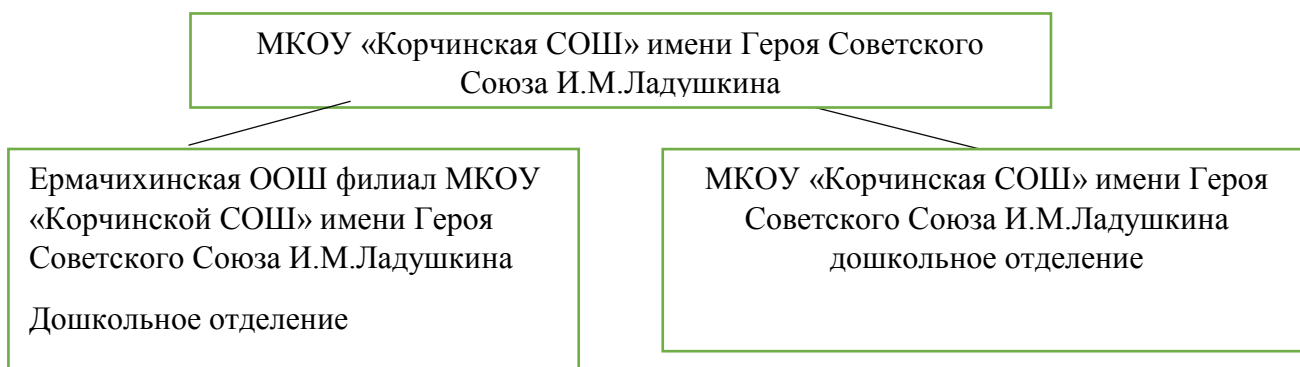 МКОУ «Корчинская СОШ» имени Героя Советского
Союза И.М.Ладушкина
Ермачихинская ООШ филиал МКОУ
«Корчинской СОШ» имени Героя
Советского Союза И.М.Ладушкина
Дошкольное отделение
МКОУ «Корчинская СОШ» имени Героя
Советского Союза И.М.Ладушкина
дошкольное отделение